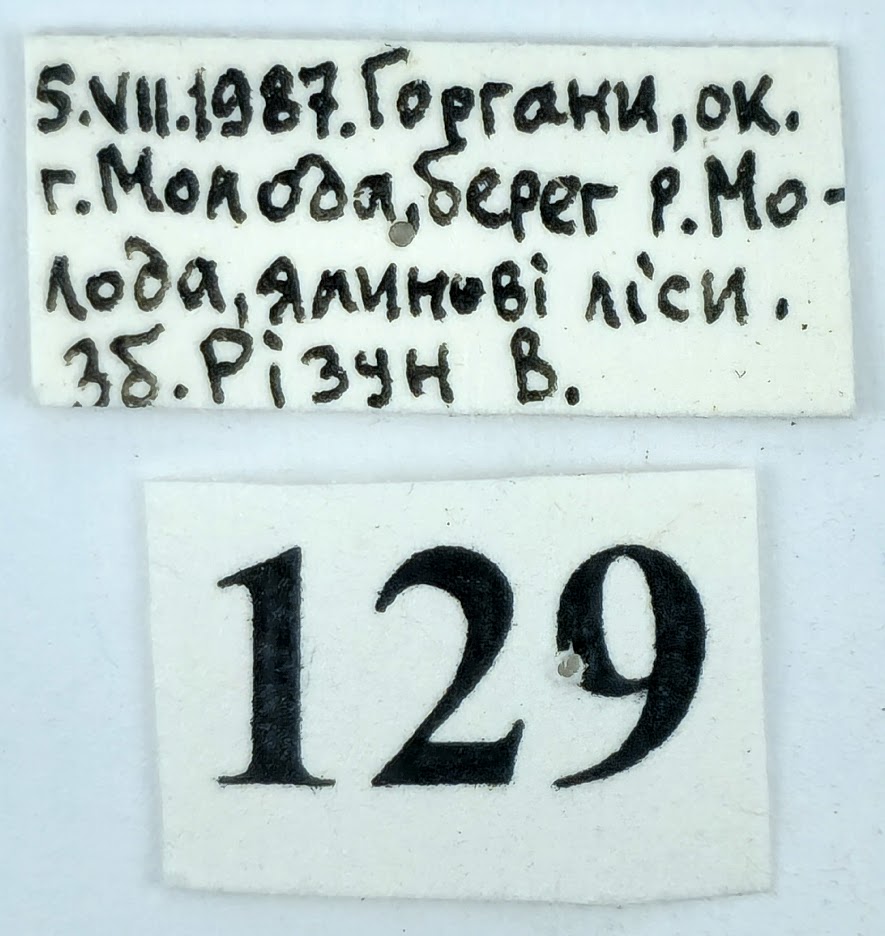 5.VII.1987. Горгани, ок.
г. Молода, берег р. Мо-
лода, ялинові ліси.
Зб. Різун В.
129